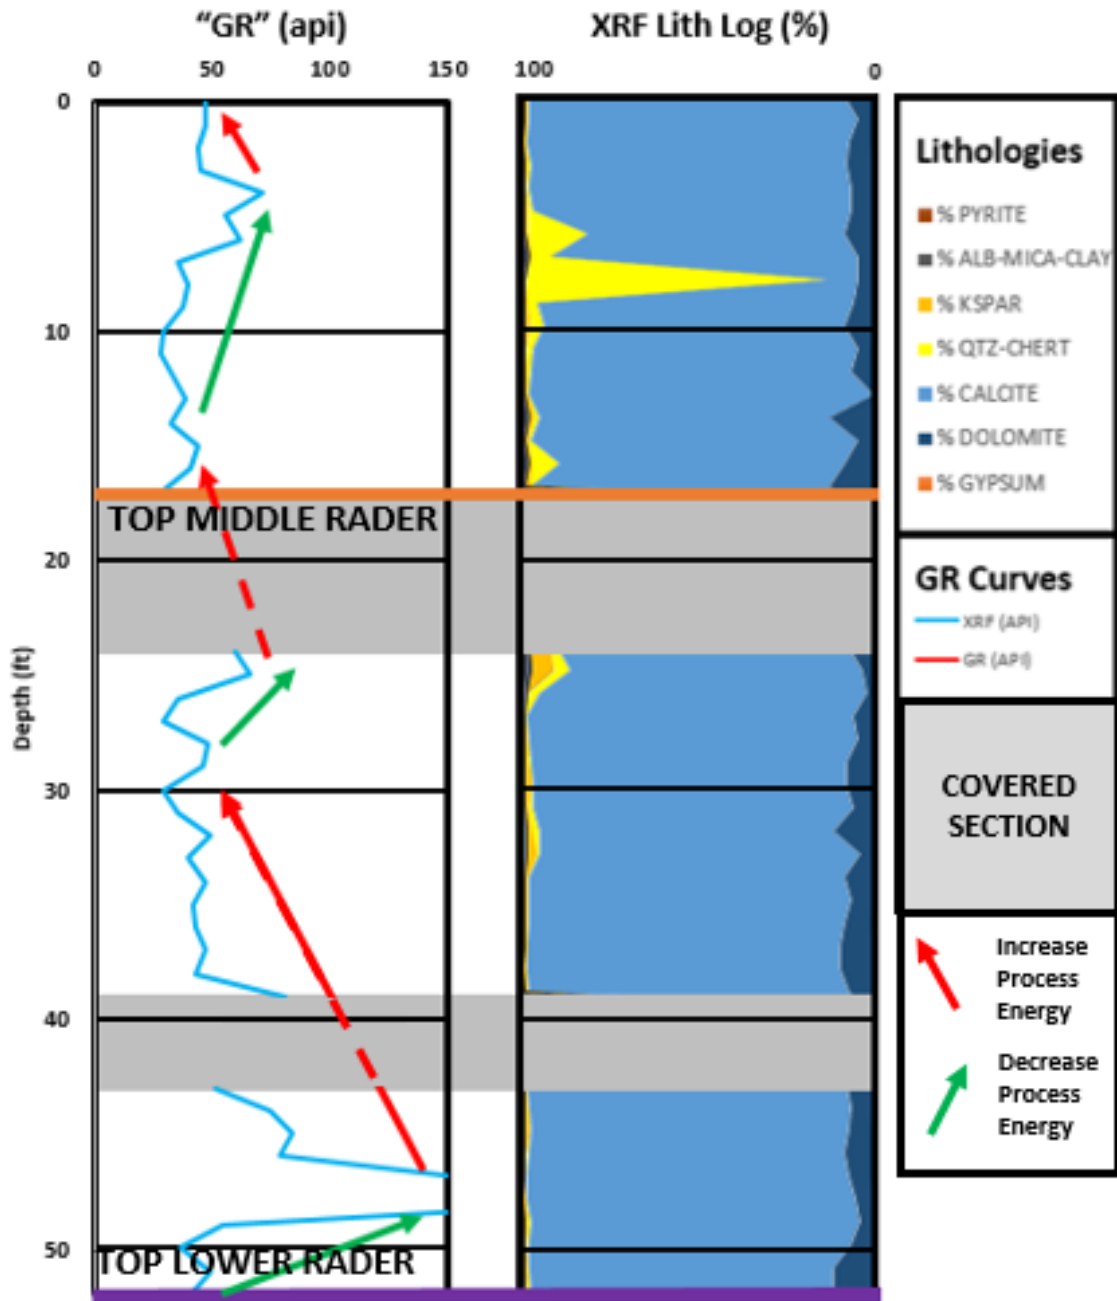 “GR” (api)
XRF Lith Log (%)
0 50 100 150 100 0
0
10
20
30
40
50
Depth (ft)
TOP MIDDLE RADER
TOP LOWER RADER
Lithologies
% PYRITE
% ALB-MICA-CLAY
% KSPAR
% QTZ-CHERT
% CALCITE
% DOLOMITE
% GYPSUM
GR Curves
XRF (API)
GR (API)
COVERED
SECTION
Increase
Process
Energy
Decrease
Process
Energy